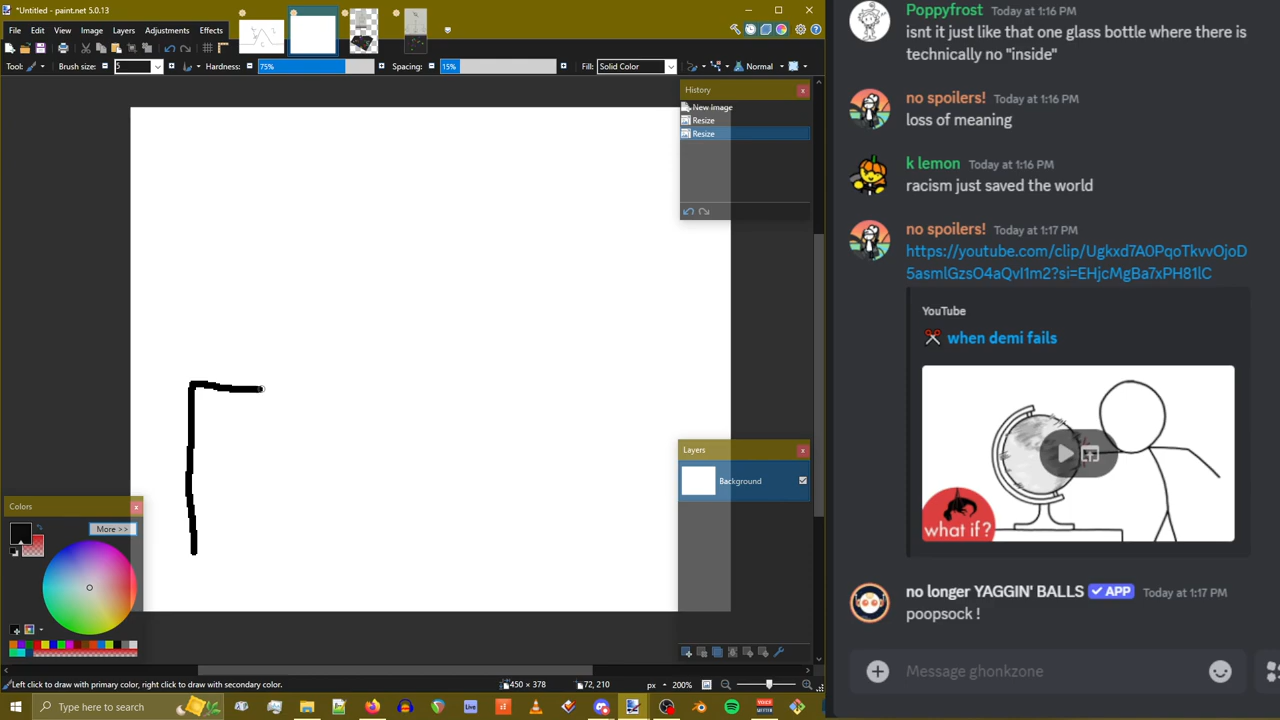 *Untitled - paint.net 5.0.13
File Edit View Image Layers Adjustments Effects
Tool: Brush size: 5 Hardness: 75% Spacing: 15% Fill: Solid Color Normal
History
New Image
Resize
Resize
Layers
Background
Colors
More >>
Left click to draw with primary color, right click to draw with secondary color.
450 × 378
72, 210
px
200%
Type here to search
Live
Poppyfrost Today at 1:16 PM
isnt it just like that one glass bottle where there is
technically no "inside"
no spoilers! Today at 1:16 PM
loss of meaning
k lemon Today at 1:16 PM
racism just saved the world
no spoilers! Today at 1:17 PM
https://youtube.com/clip/Ugkxd7A0PqoTkvvOjoD
5asmlGzsO4aQvI1m2?si=EHjcMgBa7xPH81lC
YouTube
when demi fails
what if?
no longer YAGGIN' BALLS APP Today at 1:17 PM
poopsock !
Message ghonkzone